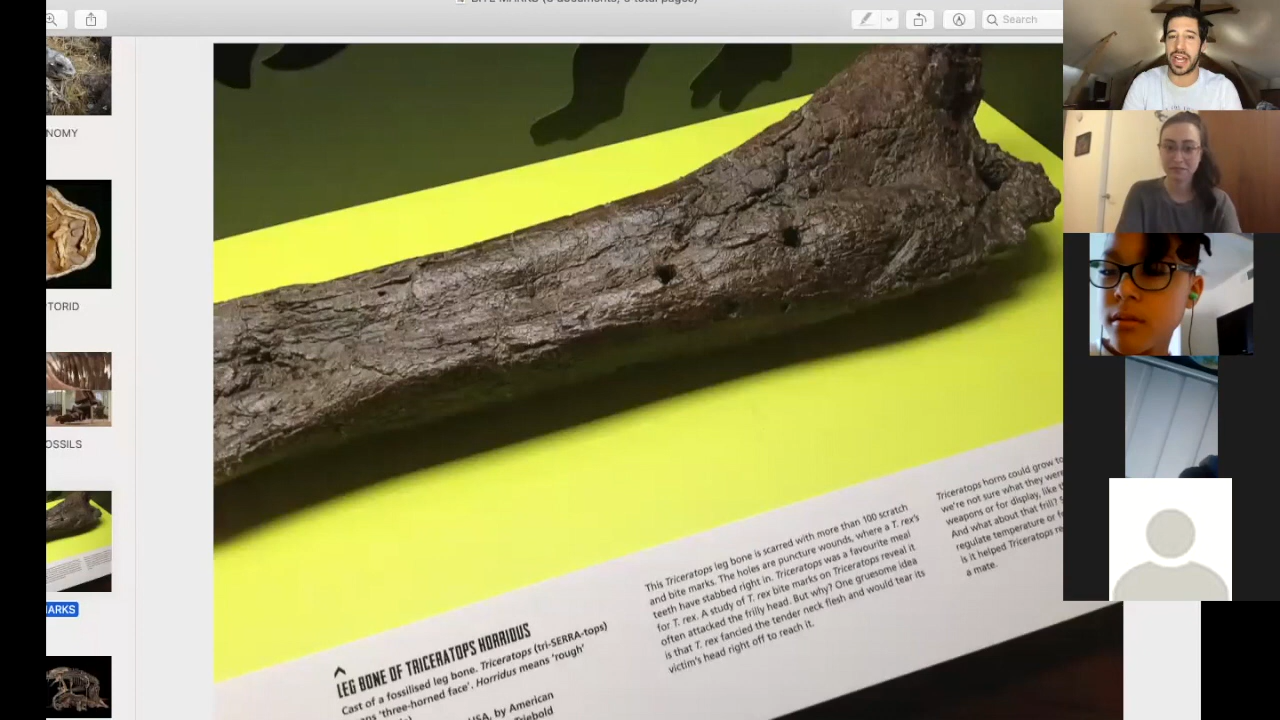 BITE MARKS (3 documents, 3 total pages)
Search
NOMY
TORID
OSSILS
ARKS
LEG BONE OF TRICERATOPS HORRIDUS
Cast of a fossilised leg bone. Triceratops (tri-SERRA-tops)
ns 'three-horned face'. Horridus means 'rough'
USA, by American
Triebold
This Triceratops leg bone is scarred with more than 100 scratch
and bite marks. The holes are puncture wounds, where a T. rex's
teeth have stabbed right in. Triceratops was a favourite meal
for T. rex. A study of T. rex bite marks on Triceratops reveal it
often attacked the frilly head. But why? One gruesome idea
is that T. rex fancied the tender neck flesh and would tear its
victim's head right off to reach it.
Triceratops horns could grow to
we're not sure what they were
weapons or for display, like t
And what about that frill?
regulate temperature or f
is it helped Triceratops re
a mate.